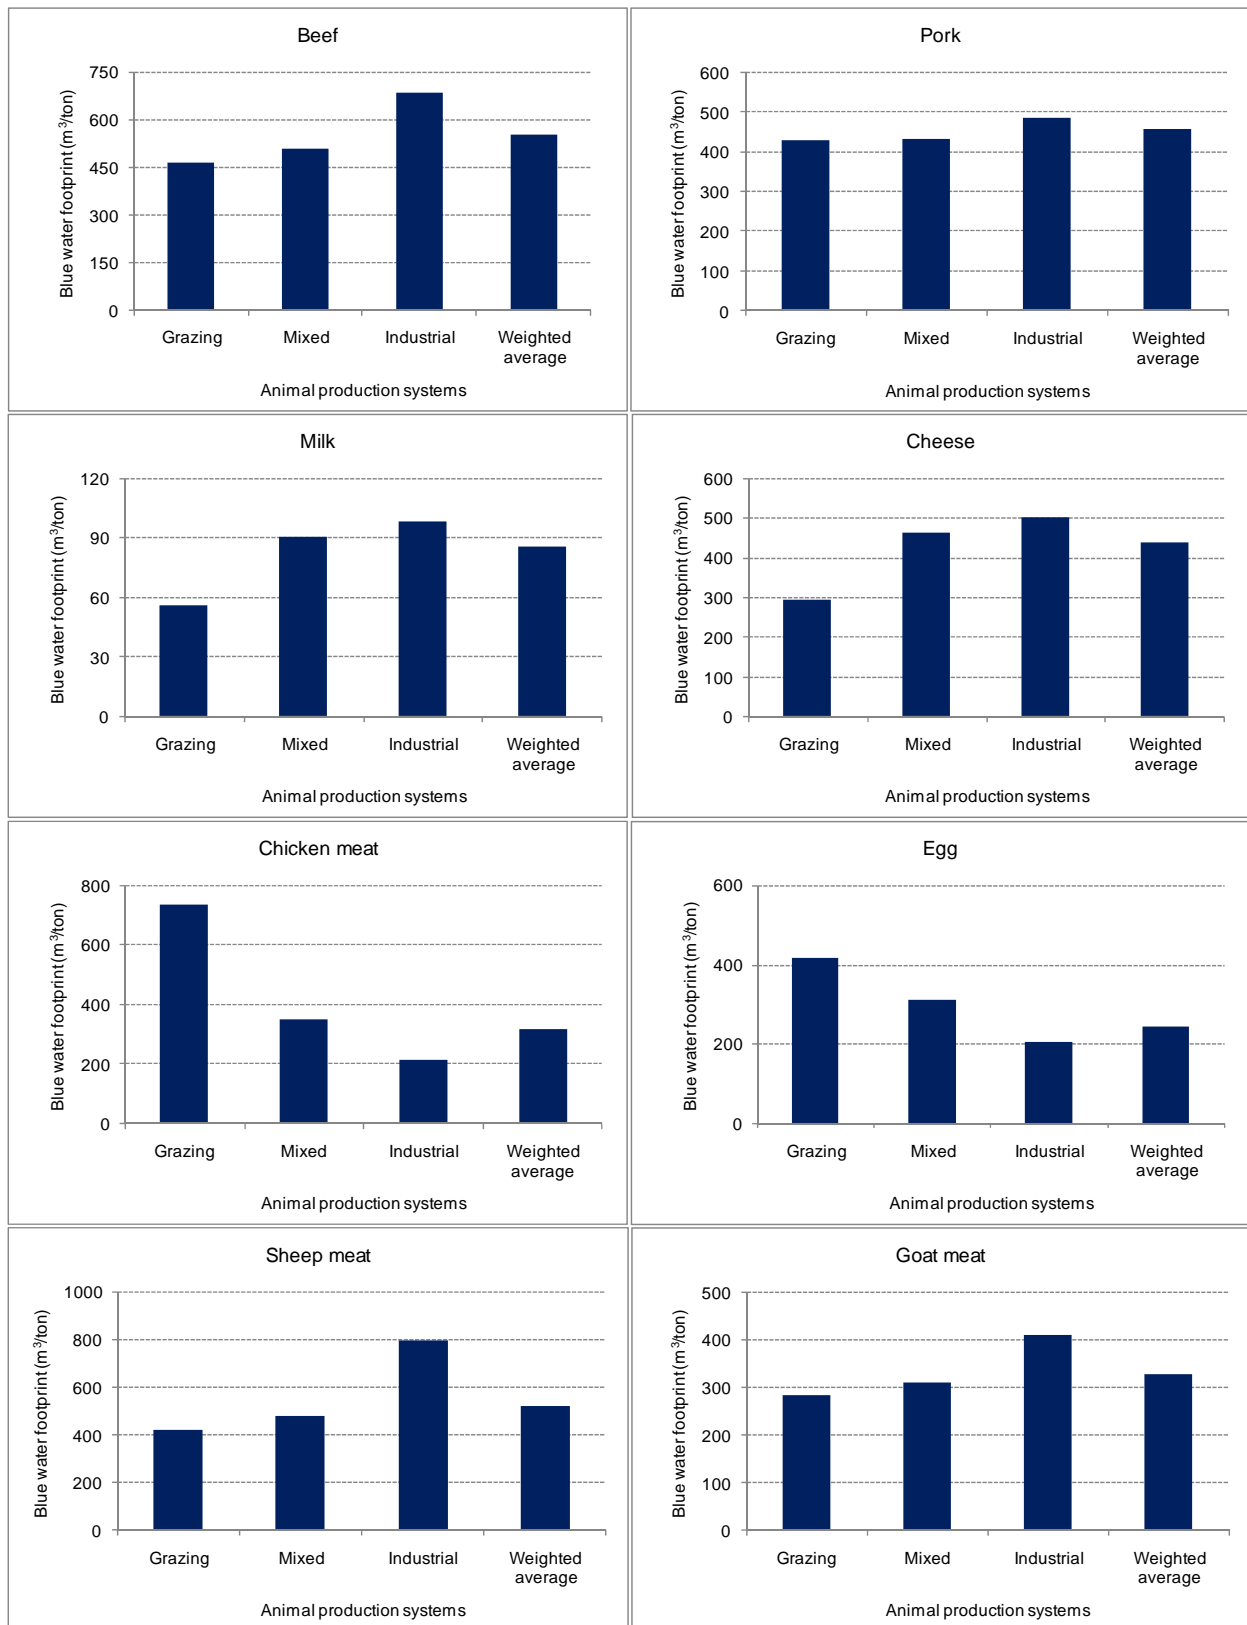 Beef
Blue water footprint (m³/ton)
750
600
450
300
150
0
Grazing Mixed Industrial Weighted
average
Animal production systems
Pork
Blue water footprint (m³/ton)
600
500
400
300
200
100
0
Grazing Mixed Industrial Weighted
average
Animal production systems
Milk
Blue water footprint (m³/ton)
120
90
60
30
0
Grazing Mixed Industrial Weighted
average
Animal production systems
Cheese
Blue water footprint (m³/ton)
600
500
400
300
200
100
0
Grazing Mixed Industrial Weighted
average
Animal production systems
Chicken meat
Blue water footprint (m³/ton)
800
600
400
200
0
Grazing Mixed Industrial Weighted
average
Animal production systems
Egg
Blue water footprint (m³/ton)
600
400
200
0
Grazing Mixed Industrial Weighted
average
Animal production systems
Sheep meat
Blue water footprint (m³/ton)
1000
800
600
400
200
0
Grazing Mixed Industrial Weighted
average
Animal production systems
Goat meat
Blue water footprint (m³/ton)
500
400
300
200
100
0
Grazing Mixed Industrial Weighted
average
Animal production systems